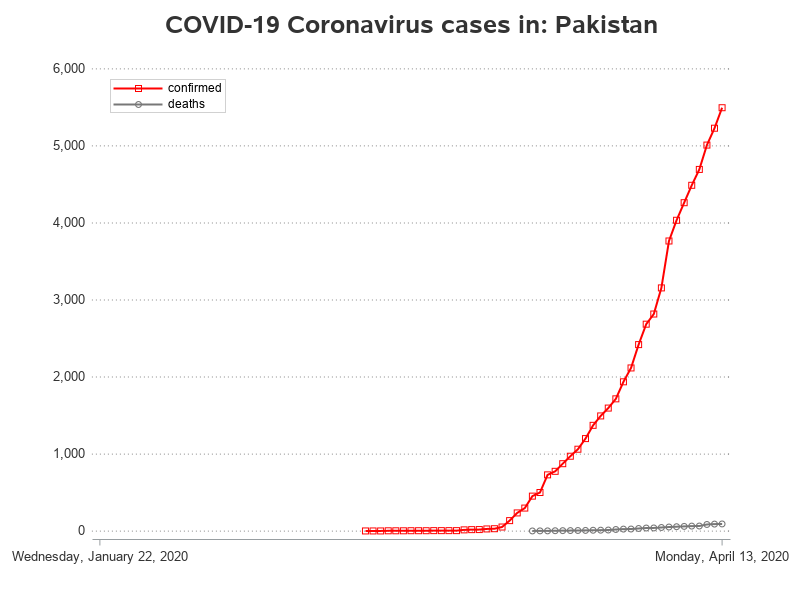 COVID-19 Coronavirus cases in: Pakistan
6,000
confirmed
deaths
5,000
4,000
3,000
2,000
1,000
0
Wednesday, January 22, 2020
Monday, April 13, 2020